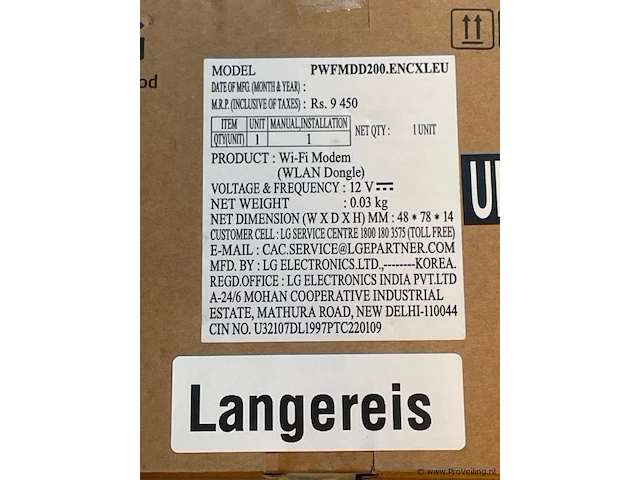 MODEL PWFMDD200.ENCXLEU
DATE OF MFG. (MONTH & YEAR) :
M.R.P. (INCLUSIVE OF TAXES) : Rs. 9 450
ITEM UNIT MANUAL,INSTALLATION
QTY(UNIT) 1 1 NET QTY : 1 UNIT
PRODUCT : Wi-Fi Modem
(WLAN Dongle)
VOLTAGE & FREQUENCY : 12 V
NET WEIGHT : 0.03 kg
NET DIMENSION (W X D X H) MM : 48 * 78 * 14
CUSTOMER CELL : LG SERVICE CENTRE 1800 180 3575 (TOLL FREE)
E-MAIL : CAC.SERVICE@LGEPARTNER.COM
MFD. BY : LG ELECTRONICS.LTD.,--------KOREA.
REGD.OFFICE : LG ELECTRONICS INDIA PVT.LTD
A-24/6 MOHAN COOPERATIVE INDUSTRIAL
ESTATE, MATHURA ROAD, NEW DELHI-110044
CIN NO. U32107DL1997PTC220109
Langereis
© www.ProVeiling.nl